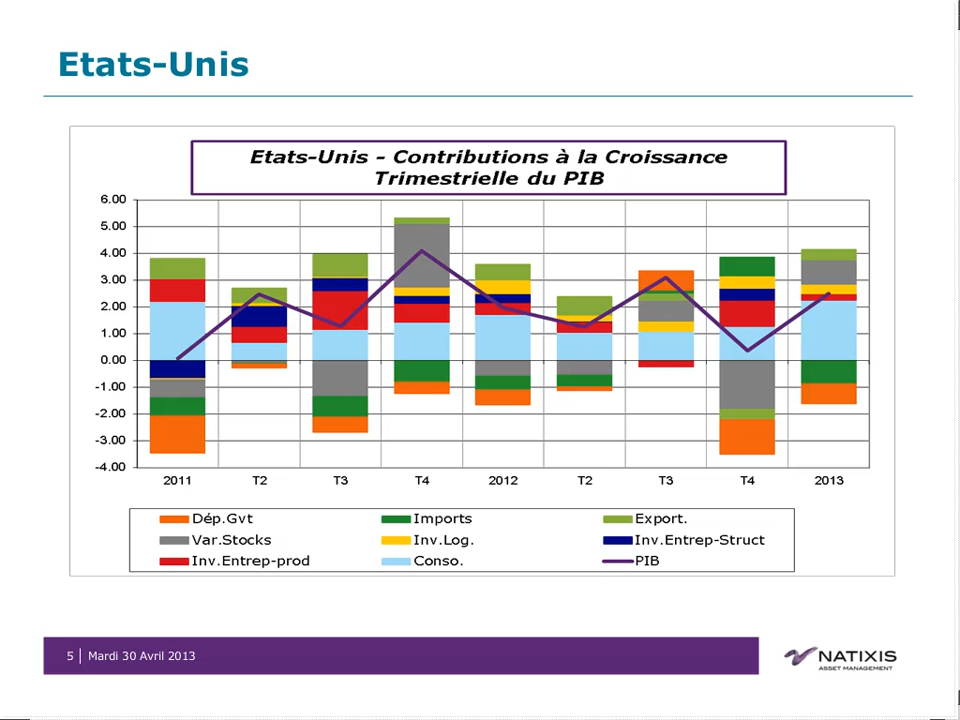 Etats-Unis
Etats-Unis - Contributions à la Croissance
Trimestrielle du PIB
6.00
5.00
4.00
3.00
2.00
1.00
0.00
-1.00
-2.00
-3.00
-4.00
2011 T2 T3 T4 2012 T2 T3 T4 2013
Dép.Gvt Imports Export.
Var.Stocks Inv.Log. Inv.Entrep-Struct
Inv.Entrep-prod Conso. PIB
5 Mardi 30 Avril 2013
NATIXIS
ASSET MANAGEMENT